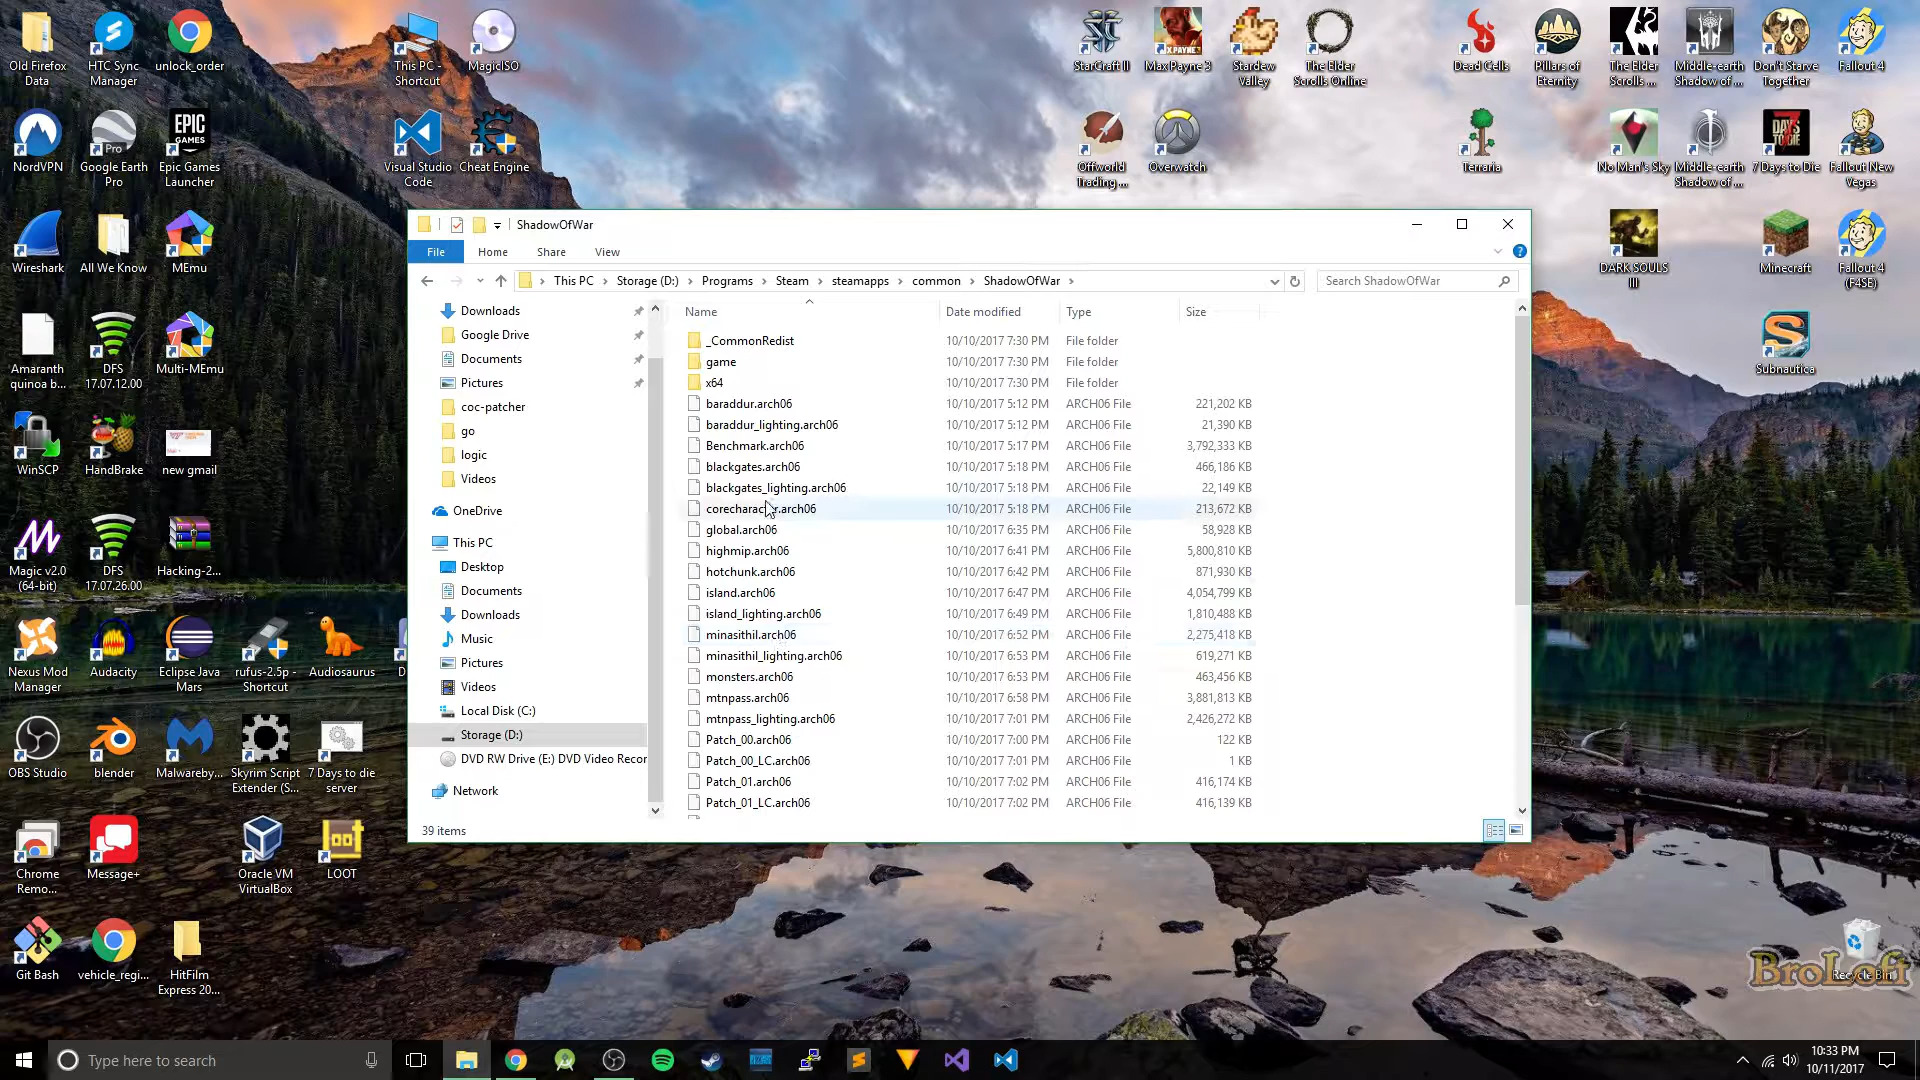 Old Firefox
Data
HTC Sync
Manager
unlock_order
This PC -
Shortcut
MagicISO
StarCraft II
Max Payne 3
Stardew
Valley
The Elder
Scrolls Online
Dead Cells
Pillars of
Eternity
The Elder
Scrolls ...
Middle-earth
Shadow of ...
Don't Starve
Together
Fallout 4
NordVPN
Google Earth
Pro
Epic Games
Launcher
Visual Studio
Code
Cheat Engine
Offworld
Trading ...
Overwatch
Terraria
No Man's Sky
Middle-earth
Shadow of ...
7 Days to Die
Fallout New
Vegas
Wireshark
All We Know
MEmu
DARK SOULS
III
Minecraft
Fallout 4
(F4SE)
Amaranth
quinoa b...
DFS
17.07.12.00
Multi-MEmu
Subnautica
WinSCP
HandBrake
new gmail
Magic v2.0
(64-bit)
DFS
17.07.26.00
Hacking-2...
Nexus Mod
Manager
Audacity
Eclipse Java
Mars
rufus-2.5p -
Shortcut
Audiosaurus
D
OBS Studio
blender
Malwareby...
Skyrim Script
Extender (S...
7 Days to die
server
Chrome
Remo...
Message+
Oracle VM
VirtualBox
LOOT
Git Bash
vehicle_regi...
HitFilm
Express 20...
Recycle Bin
BroLoft
ShadowOfWar
File
Home
Share
View
This PC
Storage (D:)
Programs
Steam
steamapps
common
ShadowOfWar
Search ShadowOfWar
Downloads
Google Drive
Documents
Pictures
coc-patcher
go
logic
Videos
OneDrive
This PC
Desktop
Documents
Downloads
Music
Pictures
Videos
Local Disk (C:)
Storage (D:)
DVD RW Drive (E:) DVD Video Recor
Network
Name Date modified Type Size
_CommonRedist 10/10/2017 7:30 PM File folder
game 10/10/2017 7:30 PM File folder
x64 10/10/2017 7:30 PM File folder
baraddur.arch06 10/10/2017 5:12 PM ARCH06 File 221,202 KB
baraddur_lighting.arch06 10/10/2017 5:12 PM ARCH06 File 21,390 KB
Benchmark.arch06 10/10/2017 5:17 PM ARCH06 File 3,792,333 KB
blackgates.arch06 10/10/2017 5:18 PM ARCH06 File 466,186 KB
blackgates_lighting.arch06 10/10/2017 5:18 PM ARCH06 File 22,149 KB
corecharacter.arch06 10/10/2017 5:18 PM ARCH06 File 213,672 KB
global.arch06 10/10/2017 6:35 PM ARCH06 File 58,928 KB
highmip.arch06 10/10/2017 6:41 PM ARCH06 File 5,800,810 KB
hotchunk.arch06 10/10/2017 6:42 PM ARCH06 File 871,930 KB
island.arch06 10/10/2017 6:47 PM ARCH06 File 4,054,799 KB
island_lighting.arch06 10/10/2017 6:49 PM ARCH06 File 1,810,488 KB
minasithil.arch06 10/10/2017 6:52 PM ARCH06 File 2,275,418 KB
minasithil_lighting.arch06 10/10/2017 6:53 PM ARCH06 File 619,271 KB
monsters.arch06 10/10/2017 6:53 PM ARCH06 File 463,456 KB
mtnpass.arch06 10/10/2017 6:58 PM ARCH06 File 3,881,813 KB
mtnpass_lighting.arch06 10/10/2017 7:01 PM ARCH06 File 2,426,272 KB
Patch_00.arch06 10/10/2017 7:00 PM ARCH06 File 122 KB
Patch_00_LC.arch06 10/10/2017 7:01 PM ARCH06 File 1 KB
Patch_01.arch06 10/10/2017 7:02 PM ARCH06 File 416,174 KB
Patch_01_LC.arch06 10/10/2017 7:02 PM ARCH06 File 416,139 KB
39 items
Type here to search
10:33 PM
10/11/2017